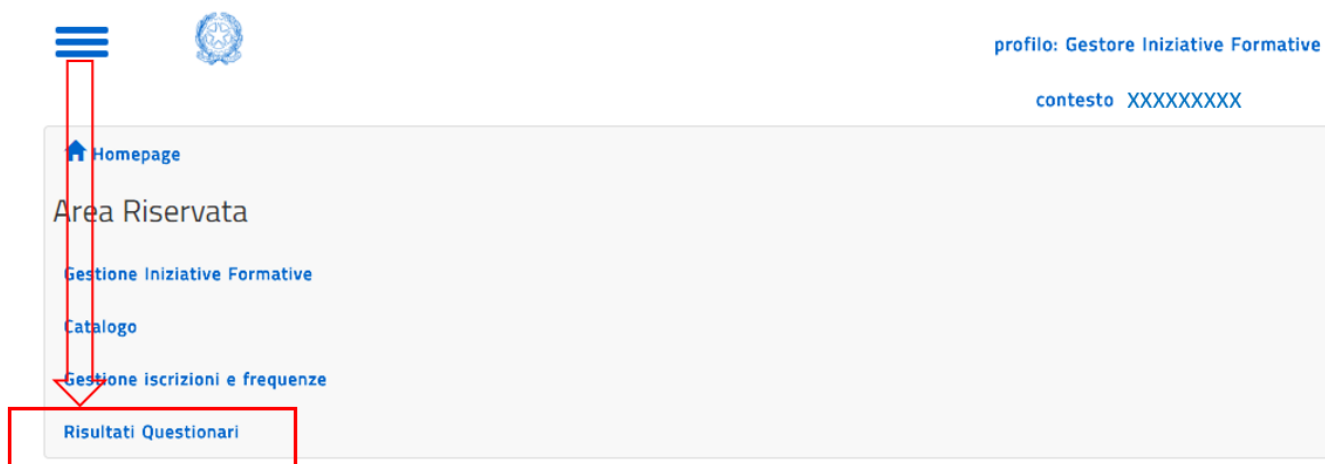 profilo: Gestore Iniziative Formative
contesto XXXXXXXXX
Homepage
Area Riservata
Gestione Iniziative Formative
Catalogo
Gestione iscrizioni e frequenze
Risultati Questionari